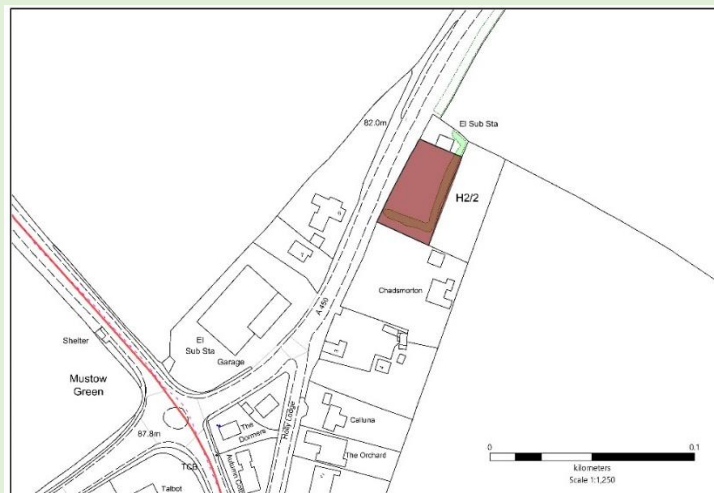 82.0m
El Sub Sta
H2/2
Chadsmorton
A 450
El
Sub Sta
Garage
Shelter
Mustow
Green
87.8m
The
Dormers
Holly Lodge
Calluna
The Orchard
TCB
Talbot
0
0.1
kilometers
Scale 1:1,250